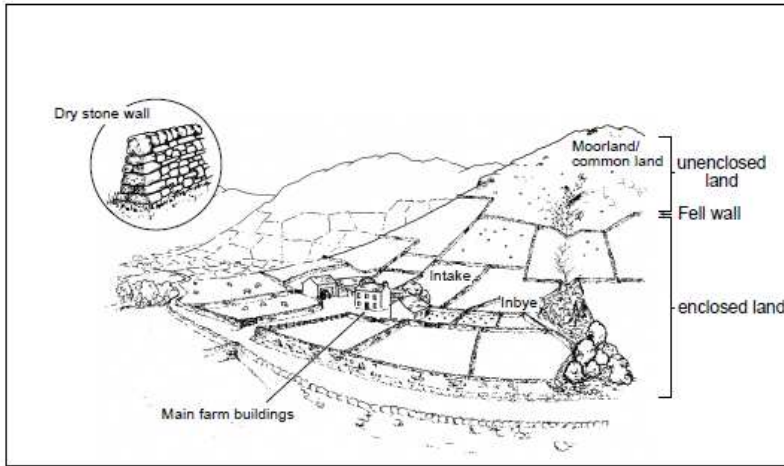 Dry stone wall
Moorland/
common land
unenclosed
land
Fell wall
Intake
Inbye
enclosed land
Main farm buildings